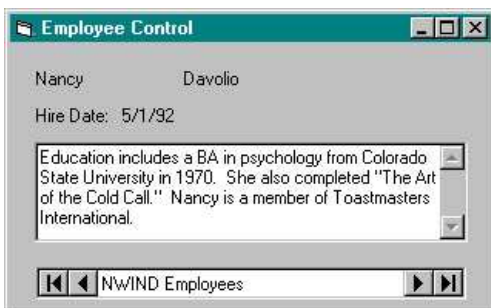 Employee Control
Nancy Davolio
Hire Date: 5/1/92
Education includes a BA in psychology from Colorado
State University in 1970. She also completed "The Art
of the Cold Call." Nancy is a member of Toastmasters
International.
NWIND Employees